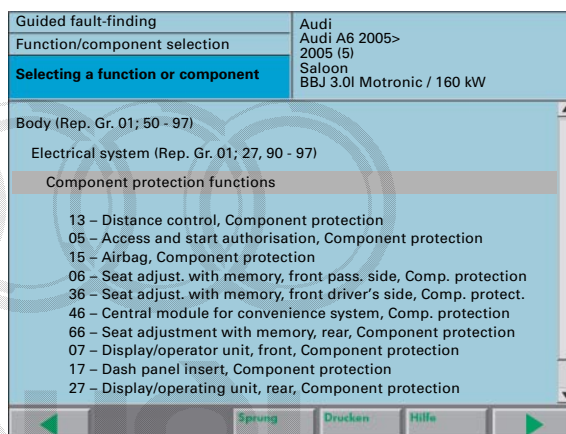 Guided fault-finding
Function/component selection
Selecting a function or component
Audi
Audi A6 2005>
2005 (5)
Saloon
BBJ 3.0l Motronic / 160 kW
Body (Rep. Gr. 01; 50 - 97)
Electrical system (Rep. Gr. 01; 27, 90 - 97)
Component protection functions
13 – Distance control, Component protection
05 – Access and start authorisation, Component protection
15 – Airbag, Component protection
06 – Seat adjust. with memory, front pass. side, Comp. protection
36 – Seat adjust. with memory, front driver's side, Comp. protect.
46 – Central module for convenience system, Comp. protection
66 – Seat adjustment with memory, rear, Component protection
07 – Display/operator unit, front, Component protection
17 – Dash panel insert, Component protection
27 – Display/operating unit, rear, Component protection
Sprung
Drucken
Hilfe